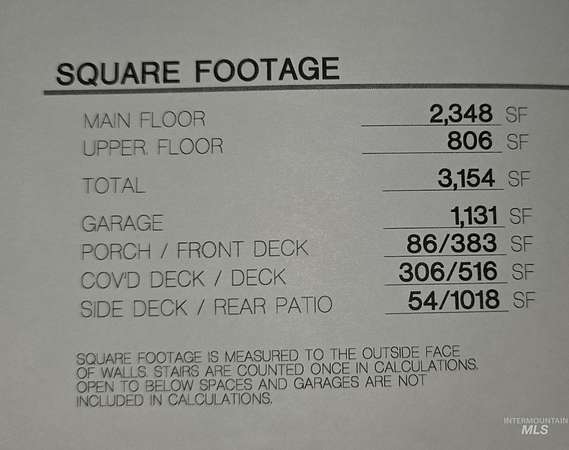 SQUARE FOOTAGE
MAIN FLOOR 2,348 SF
UPPER FLOOR 806 SF
TOTAL 3,154 SF
GARAGE 1,131 SF
PORCH / FRONT DECK 86/383 SF
COV'D DECK / DECK 306/516 SF
SIDE DECK / REAR PATIO 54/1018 SF
SQUARE FOOTAGE IS MEASURED TO THE OUTSIDE FACE
OF WALLS. STAIRS ARE COUNTED ONCE IN CALCULATIONS.
OPEN TO BELOW SPACES AND GARAGES ARE NOT
INCLUDED IN CALCULATIONS.
INTERMOUNTAIN
MLS